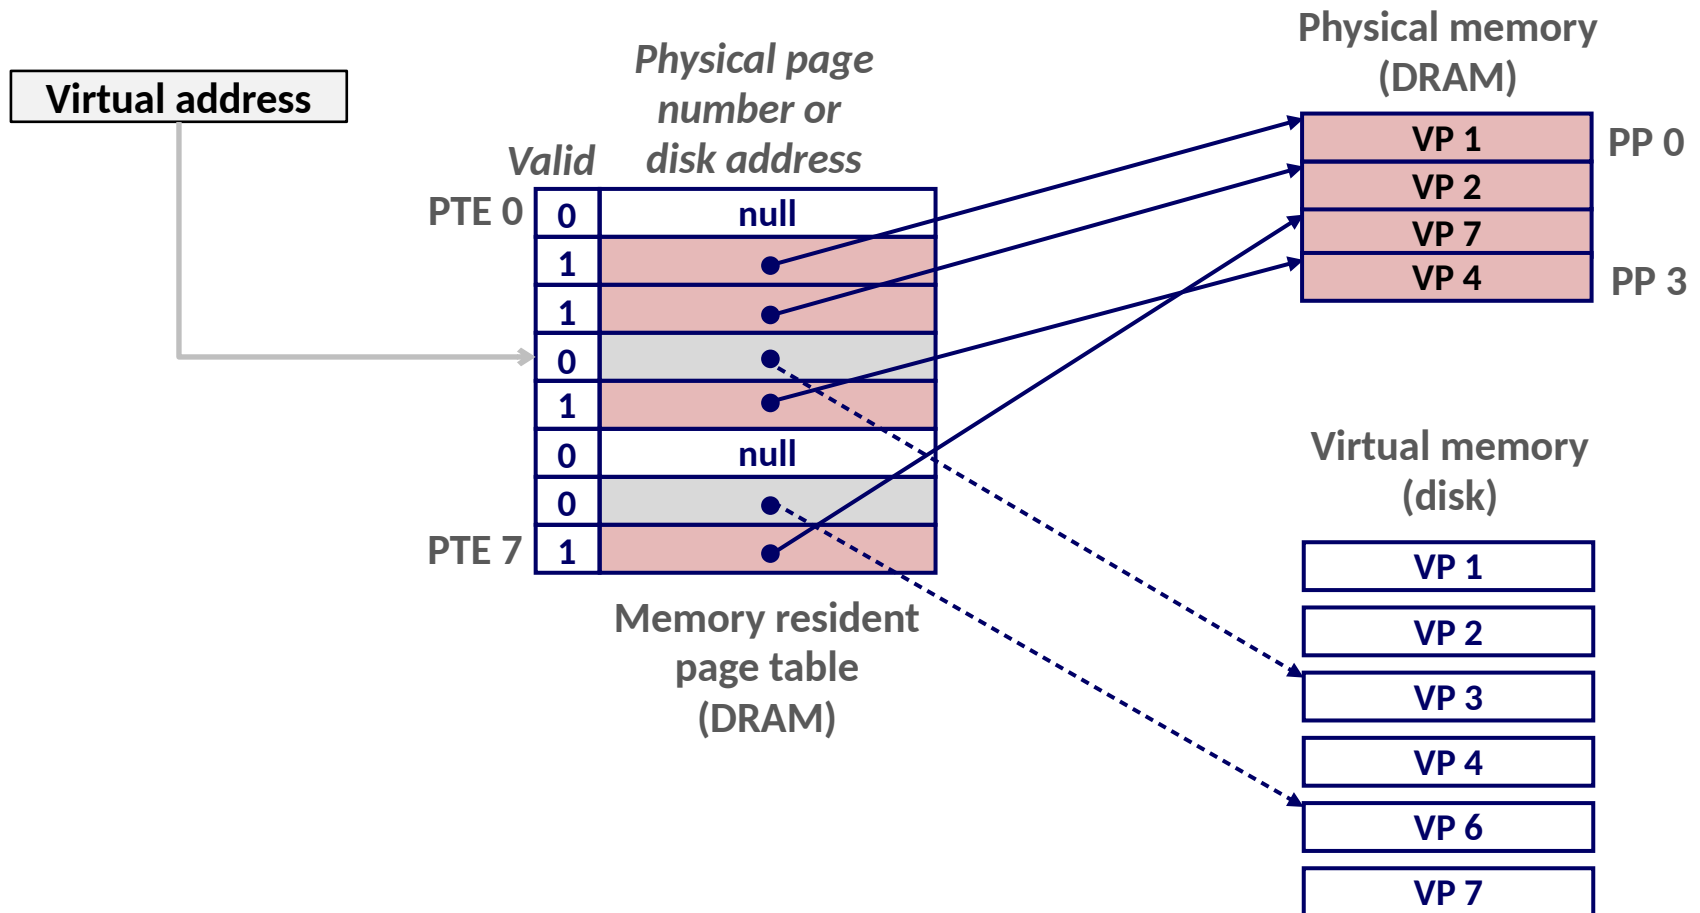 Physical memory
(DRAM)
Physical page
number or
disk address
Virtual address
Valid
VP 1
PP 0
VP 2
VP 7
VP 4
PP 3
PTE 0
0
null
1
1
0
1
0
null
0
PTE 7
1
Memory resident
page table
(DRAM)
Virtual memory
(disk)
VP 1
VP 2
VP 3
VP 4
VP 6
VP 7